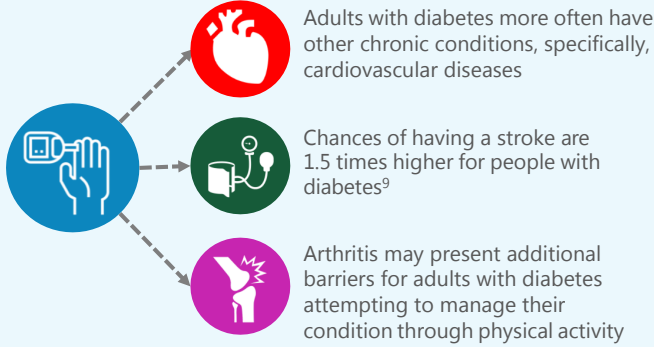 Adults with diabetes more often have
other chronic conditions, specifically,
cardiovascular diseases
Chances of having a stroke are
1.5 times higher for people with
diabetes⁹
Arthritis may present additional
barriers for adults with diabetes
attempting to manage their
condition through physical activity